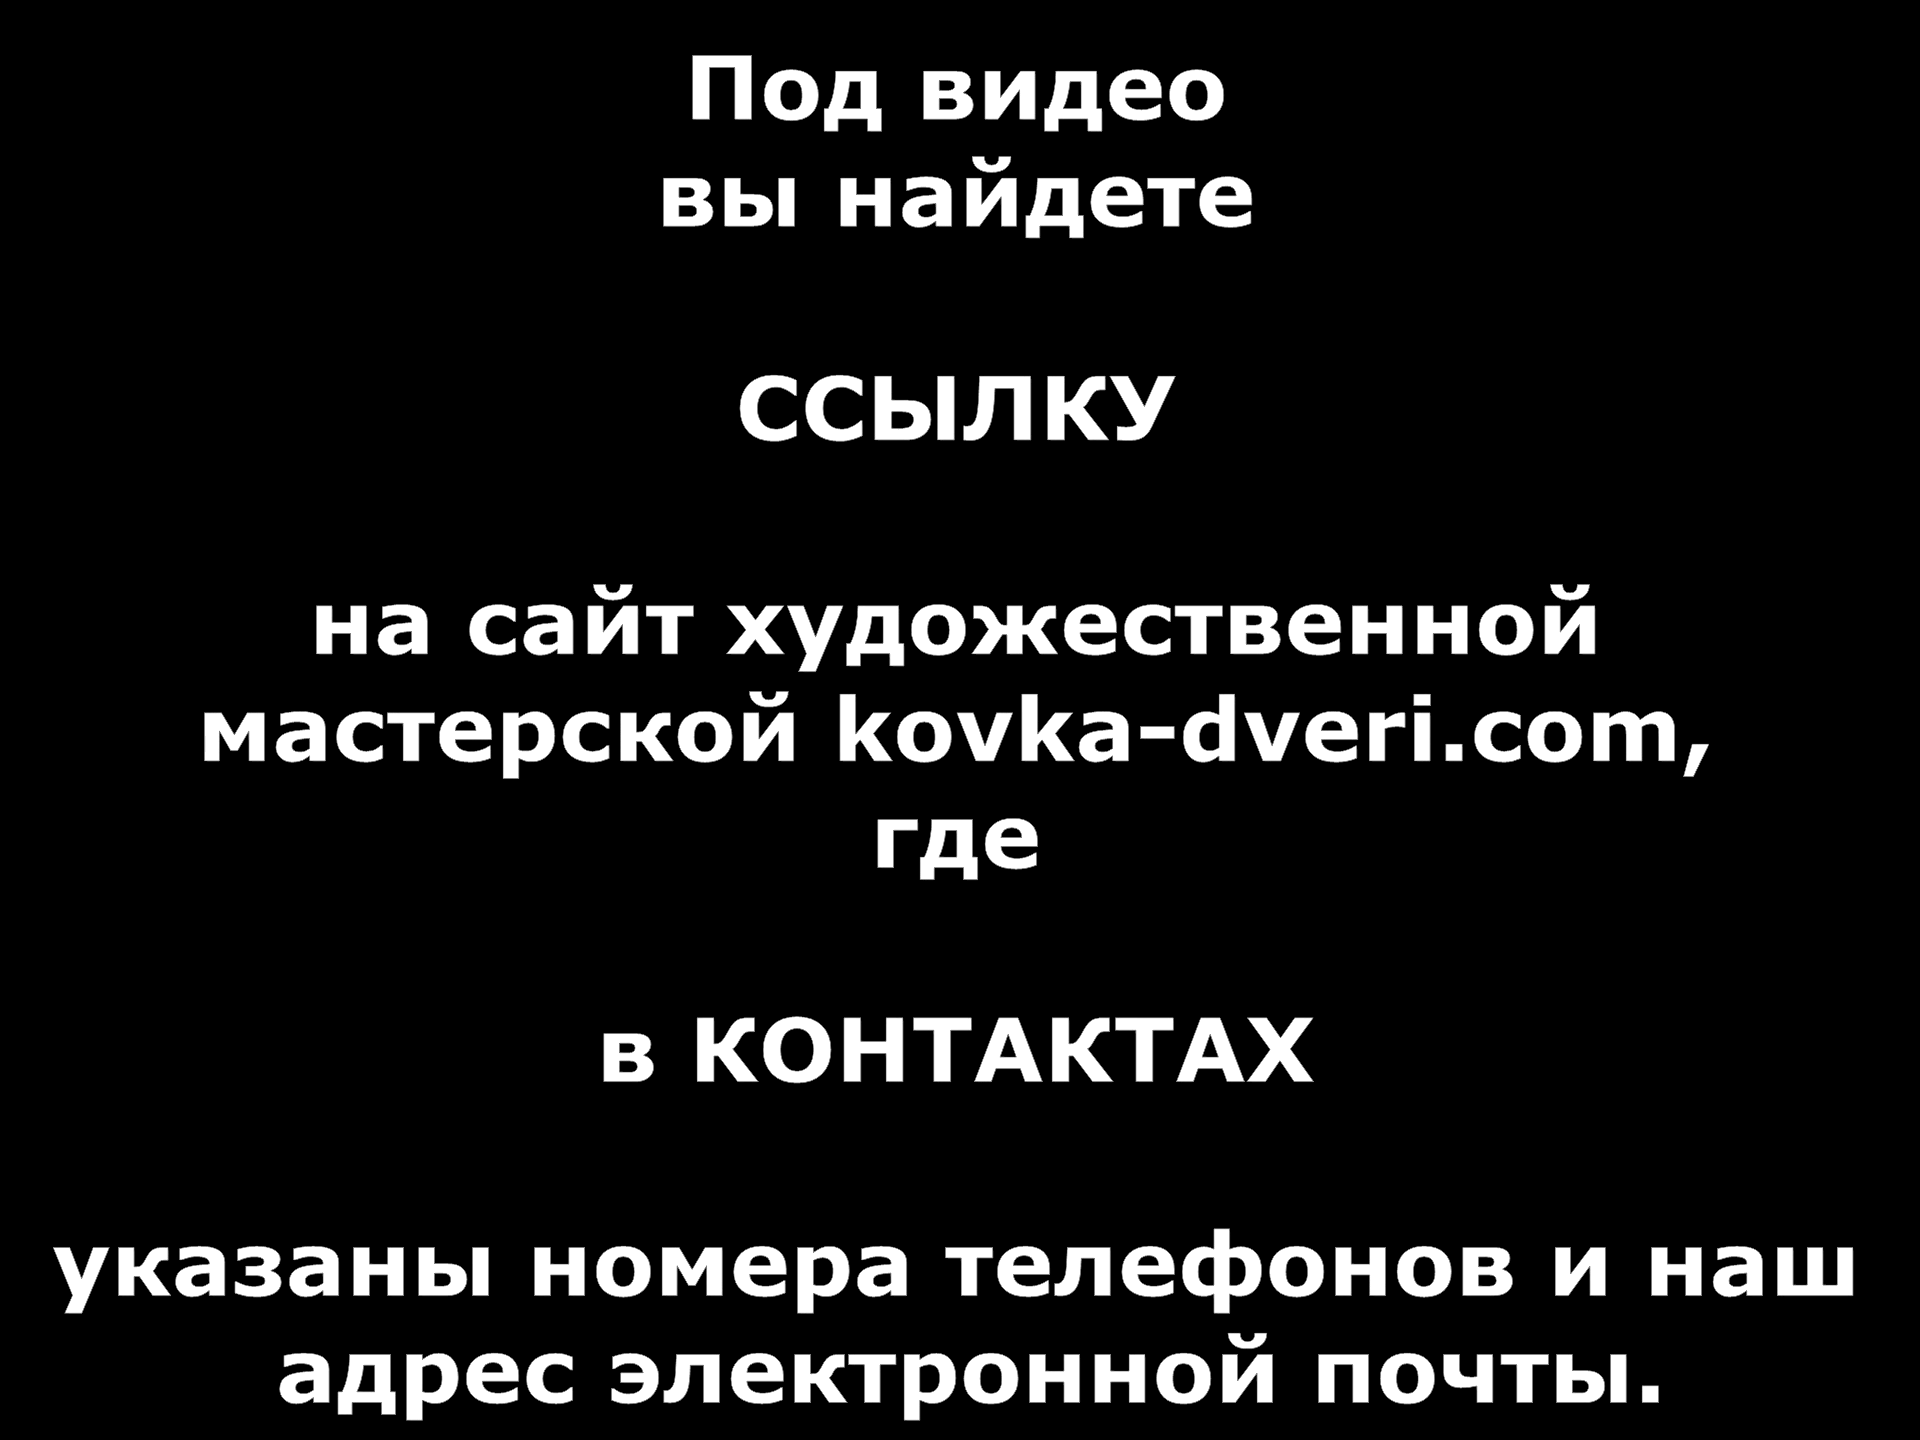 Под видео
вы найдете
ССЫЛКУ
на сайт художественной
мастерской kovka-dveri.com,
где
в КОНТАКТАХ
указаны номера телефонов и наш
адрес электронной почты.